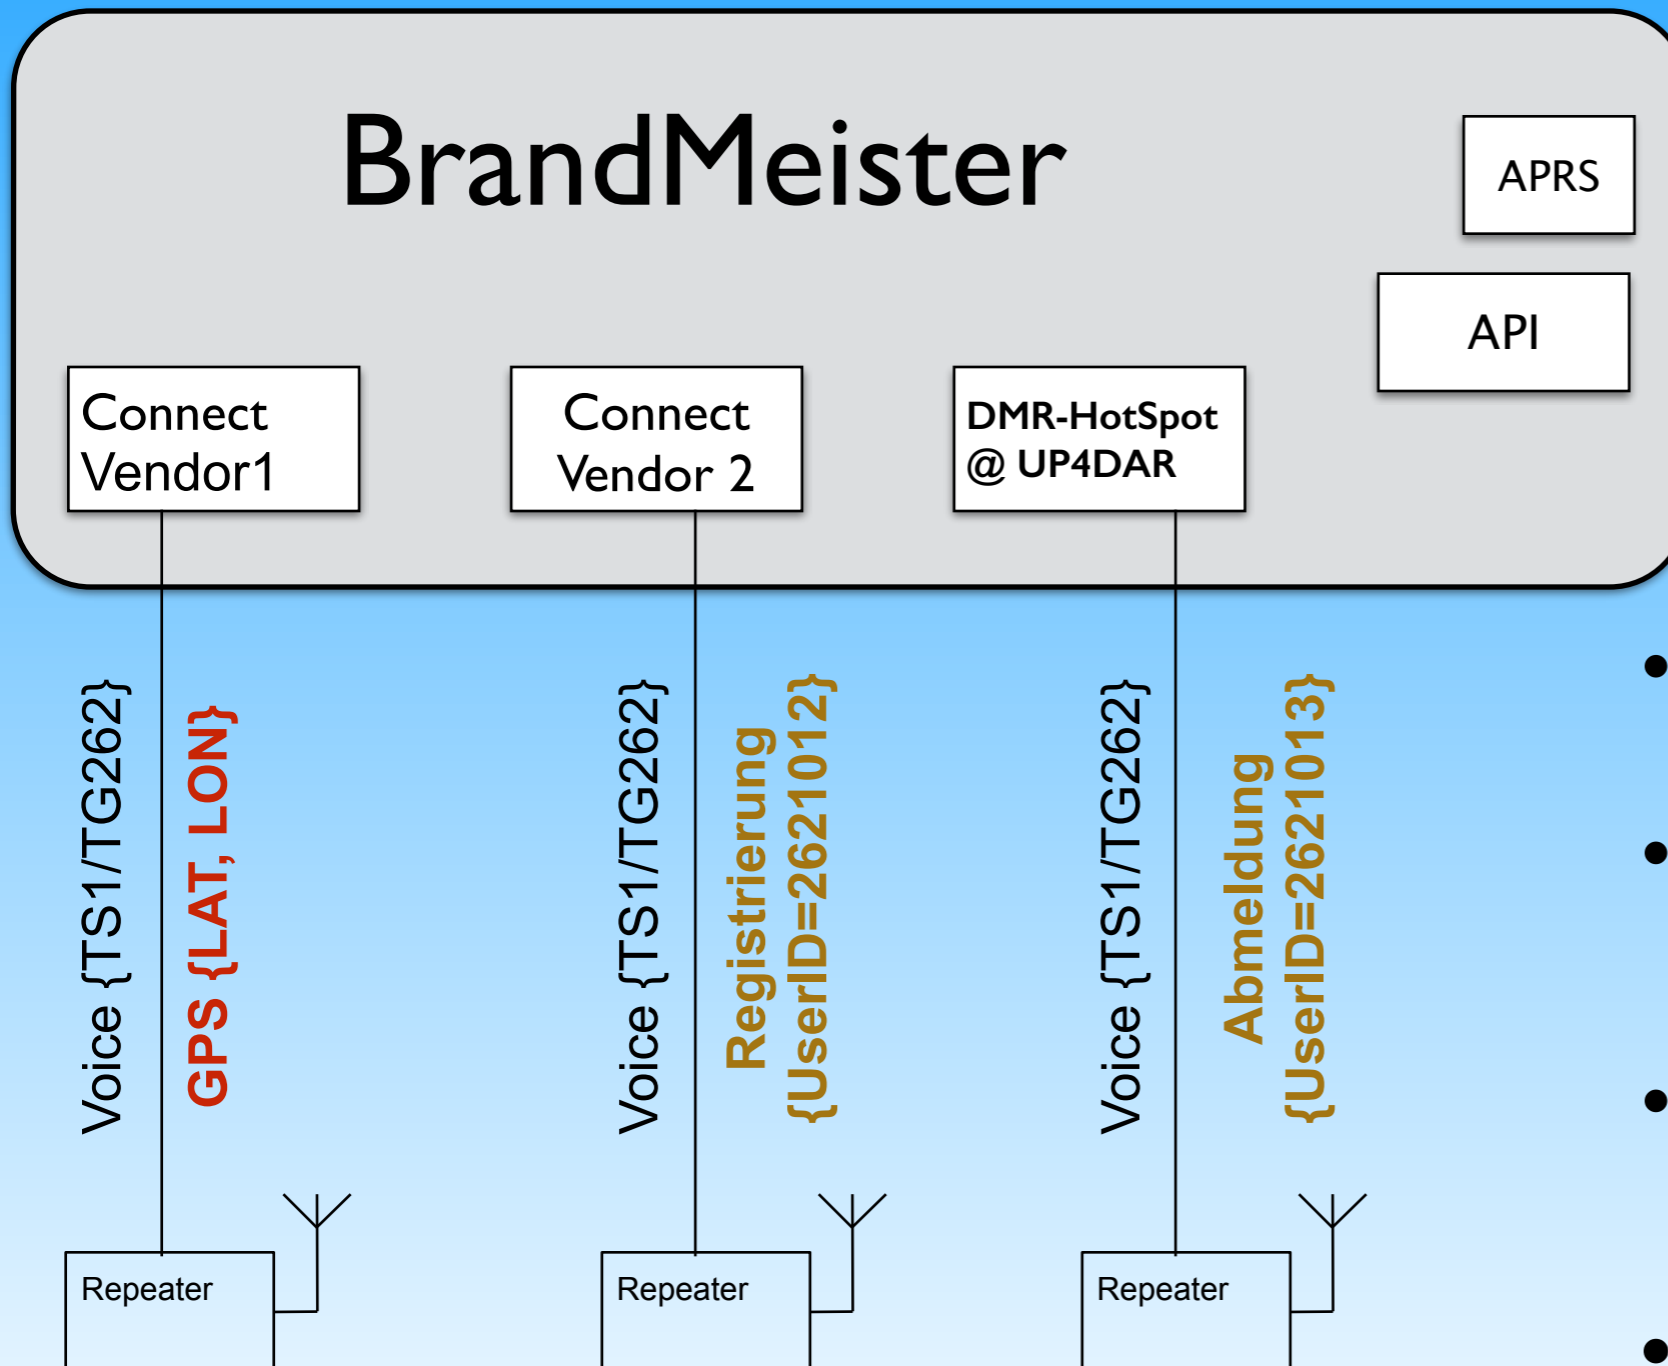 BrandMeister
APRS
API
Connect
Vendor1
Connect
Vendor 2
DMR-HotSpot
@ UP4DAR
Voice {TS1/TG262}
GPS {LAT, LON}
Voice {TS1/TG262}
Registrierung
{UserID=2621012}
Voice {TS1/TG262}
Abmeldung
{UserID=2621013}
Repeater
Repeater
Repeater